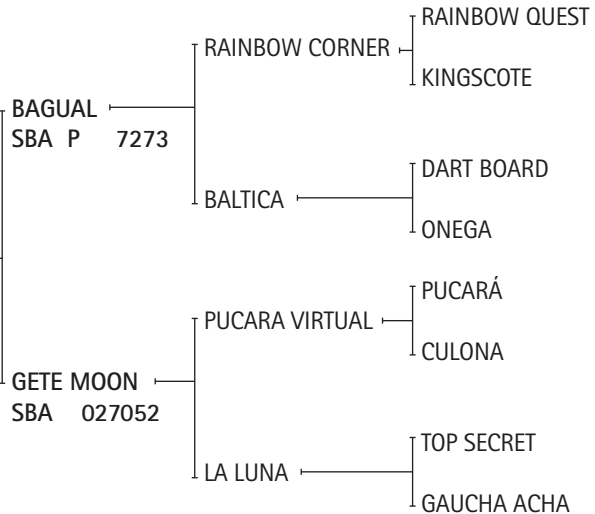 RAINBOW QUEST
RAINBOW CORNER
KINGSCOTE
BAGUAL
SBA P 7273
DART BOARD
BALTICA
ONEGA
PUCARÁ
PUCARA VIRTUAL
CULONA
GETE MOON
SBA 027052
TOP SECRET
LA LUNA
GAUCHA ACHA